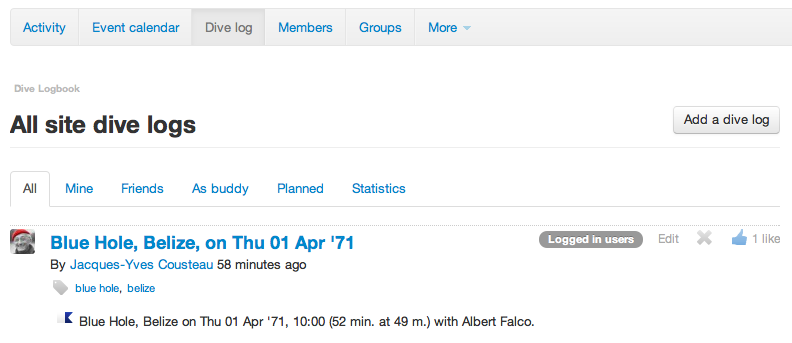 Activity Event calendar Dive log Members Groups More
Dive Logbook
All site dive logs
Add a dive log
All Mine Friends As buddy Planned Statistics
Blue Hole, Belize, on Thu 01 Apr '71
Logged in users Edit 1 like
By Jacques-Yves Cousteau 58 minutes ago
blue hole, belize
Blue Hole, Belize on Thu 01 Apr '71, 10:00 (52 min. at 49 m.) with Albert Falco.